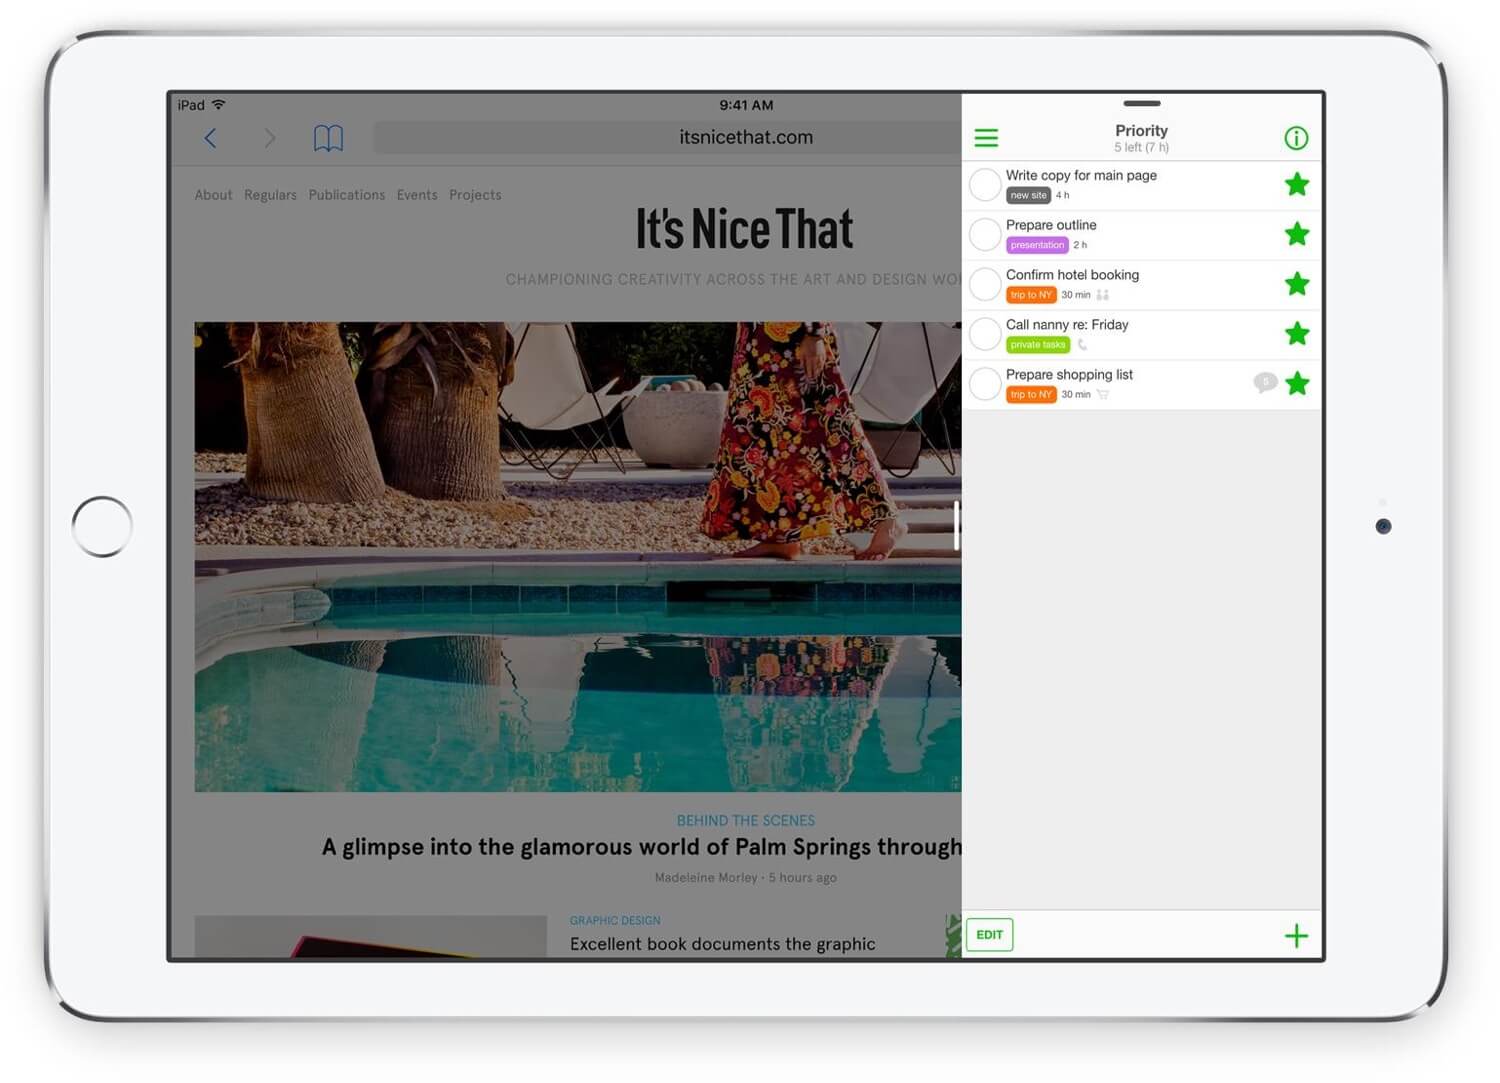 iPad
9:41 AM
itsnicethat.com
About Regulars Publications Events Projects
It's Nice That
CHAMPIONING CREATIVITY ACROSS THE ART AND DESIGN WO
BEHIND THE SCENES
A glimpse into the glamorous world of Palm Springs through
Madeleine Morley · 5 hours ago
GRAPHIC DESIGN
Excellent book documents the graphic
Priority
5 left (7 h)
Write copy for main page
new site 4 h
Prepare outline
presentation 2 h
Confirm hotel booking
trip to NY 30 min
Call nanny re: Friday
private tasks
Prepare shopping list
5
trip to NY 30 min
EDIT